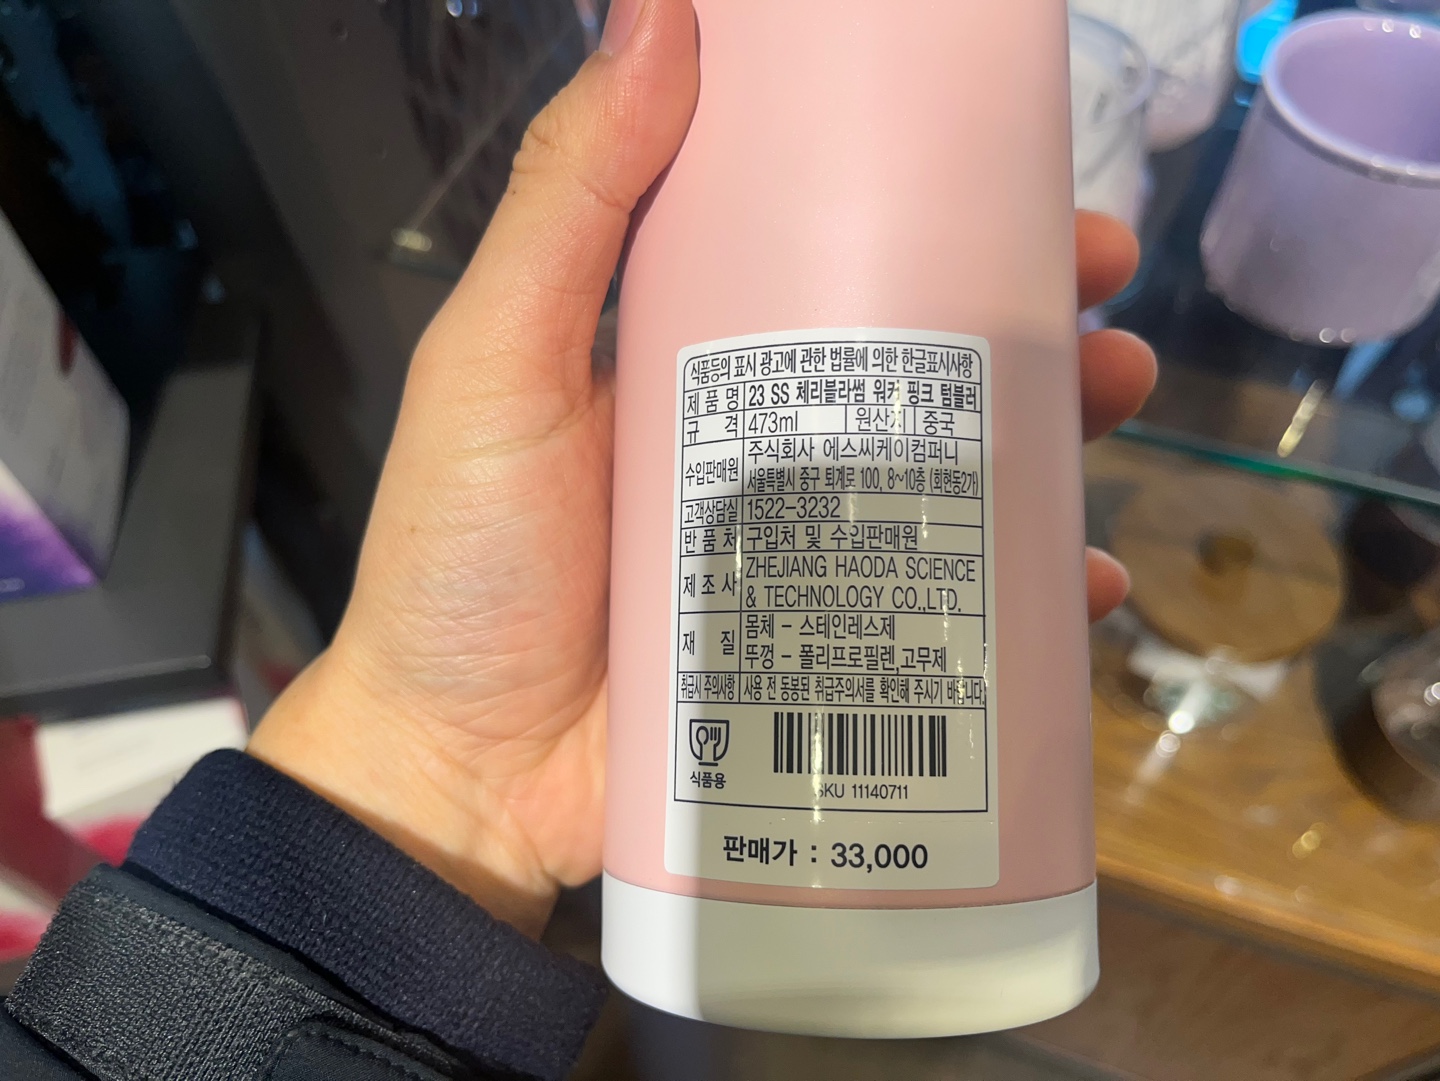 식품등의 표시 광고에 관한 법률에 의한 한글표시사항
제품명 23 SS 체리블라썸 워커 핑크 텀블러
규격 473ml 원산지 중국
수입판매원 주식회사 에스씨케이컴퍼니
서울특별시 중구 퇴계로 100, 8~10층 (회현동2가)
고객상담실 1522-3232
반품처 구입처 및 수입판매원
제조사 ZHEJIANG HAODA SCIENCE
& TECHNOLOGY CO.,LTD.
재질 몸체 - 스테인레스제
뚜껑 - 폴리프로필렌,고무제
취급시 주의사항 사용 전 동봉된 취급주의서를 확인해 주시기 바랍니다.
식품용
SKU 11140711
판매가 : 33,000